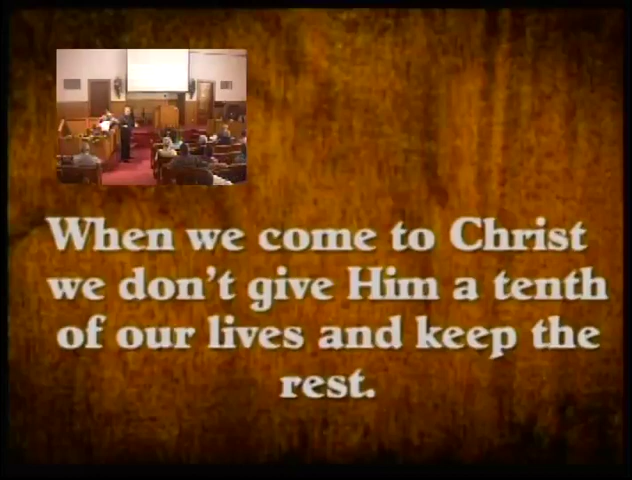 When we come to Christ
we don't give Him a tenth
of our lives and keep the
rest.